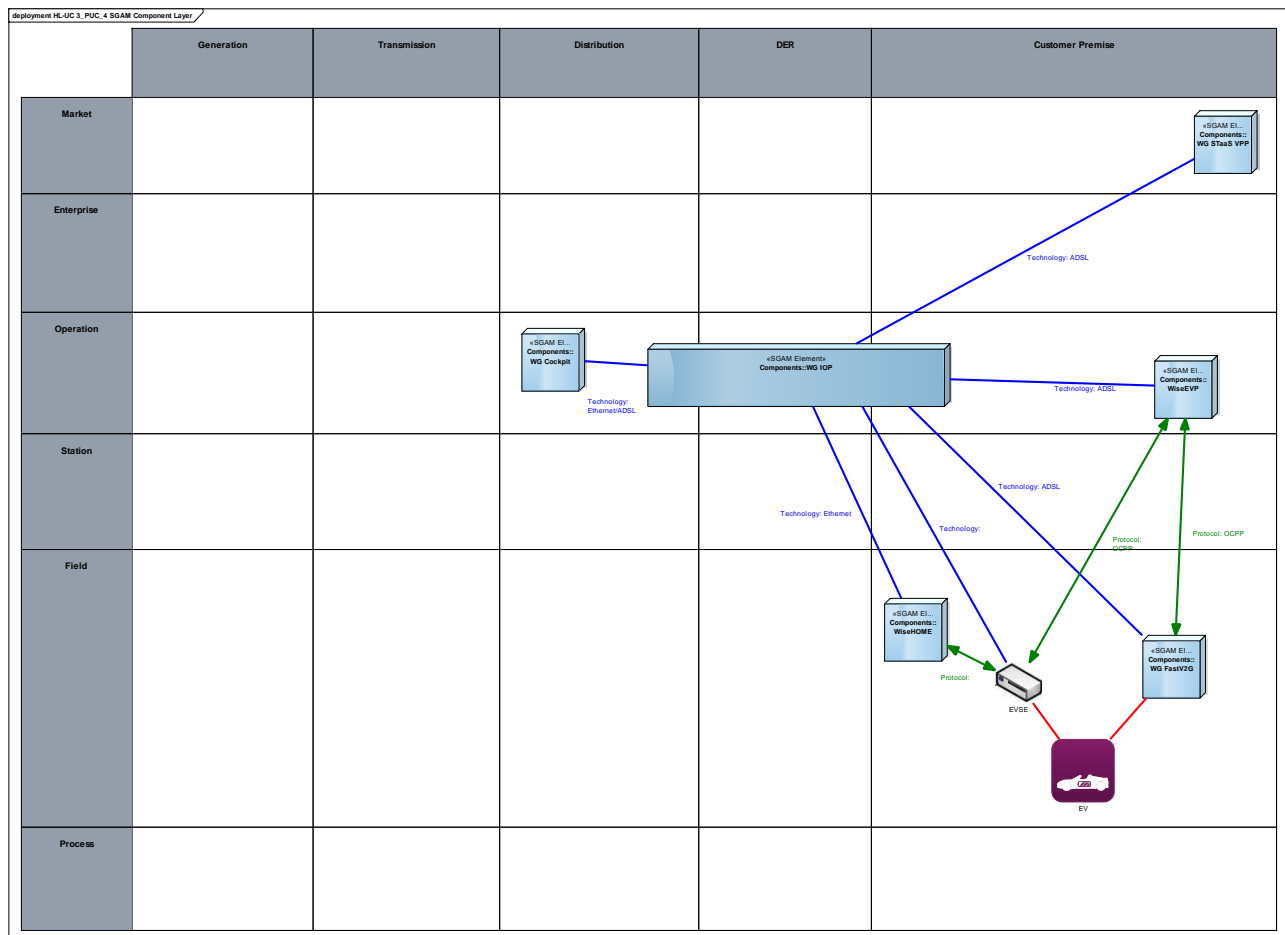 deployment HL-UC 3_PUC_4 SGAM Component Layer
Generation
Transmission
Distribution
DER
Customer Premise
Market
«SGAM El...
Components::
WG STaaS VPP
Enterprise
Technology: ADSL
Operation
«SGAM El...
Components::
WG Cockpit
«SGAM Element»
Components::WG IOP
«SGAM El...
Components::
WiseEVP
Technology: ADSL
Technology:
Ethernet/ADSL
Station
Technology: ADSL
Technology: Ethernet
Technology:
Protocol: OCPP
Protocol:
OCPP
Field
«SGAM El...
Components::
WiseHOME
«SGAM El...
Components::
WG FastV2G
Protocol:
EVSE
EV
Process